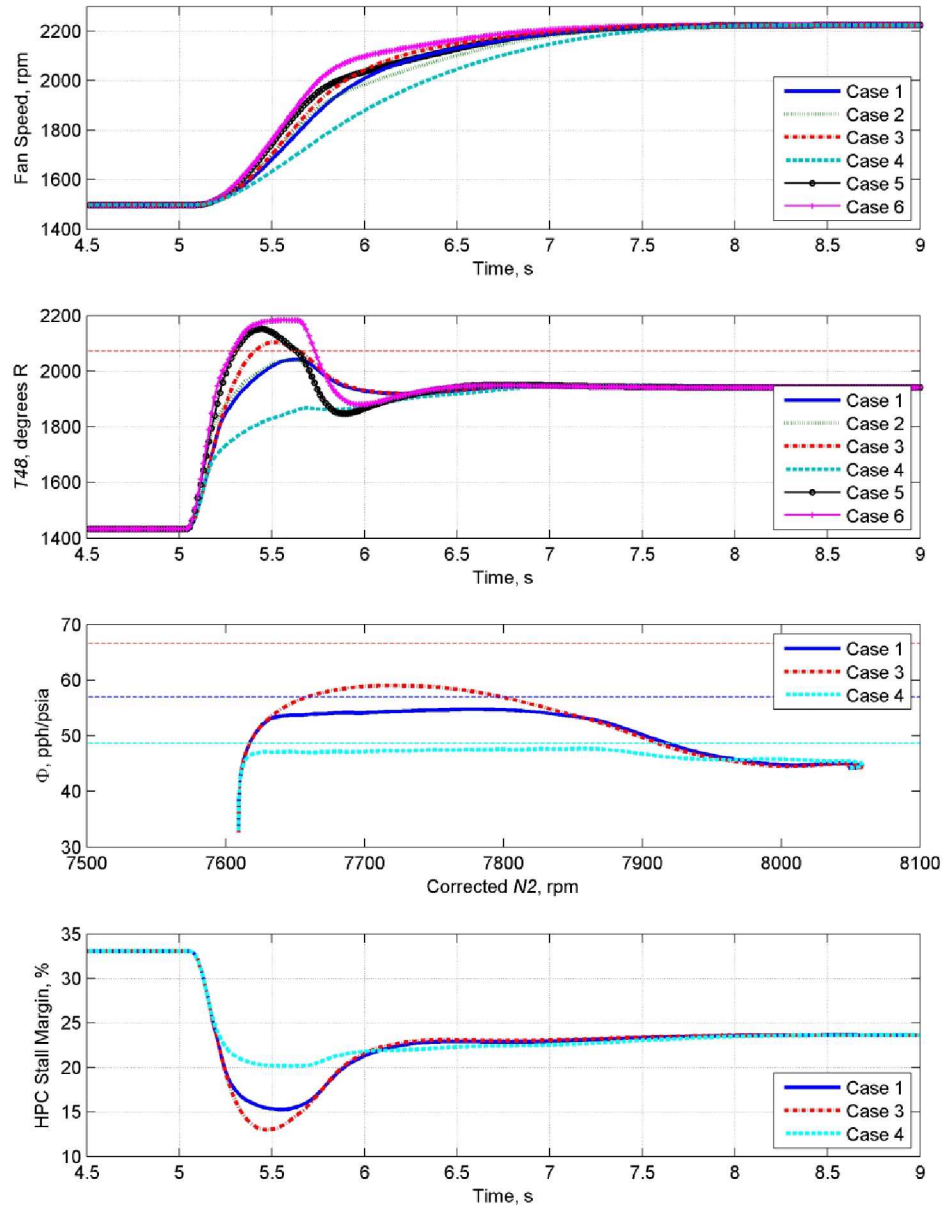 2200
2000
1800
1600
1400
Fan Speed, rpm
Case 1
Case 2
Case 3
Case 4
Case 5
Case 6
4.5 5 5.5 6 6.5 7 7.5 8 8.5 9
Time, s
2200
2000
1800
1600
1400
T48, degrees R
Case 1
Case 2
Case 3
Case 4
Case 5
Case 6
4.5 5 5.5 6 6.5 7 7.5 8 8.5 9
Time, s
70
60
50
40
30
Φ, pph/psia
Case 1
Case 3
Case 4
7500 7600 7700 7800 7900 8000 8100
Corrected N2, rpm
35
30
25
20
15
10
HPC Stall Margin, %
Case 1
Case 3
Case 4
4.5 5 5.5 6 6.5 7 7.5 8 8.5 9
Time, s